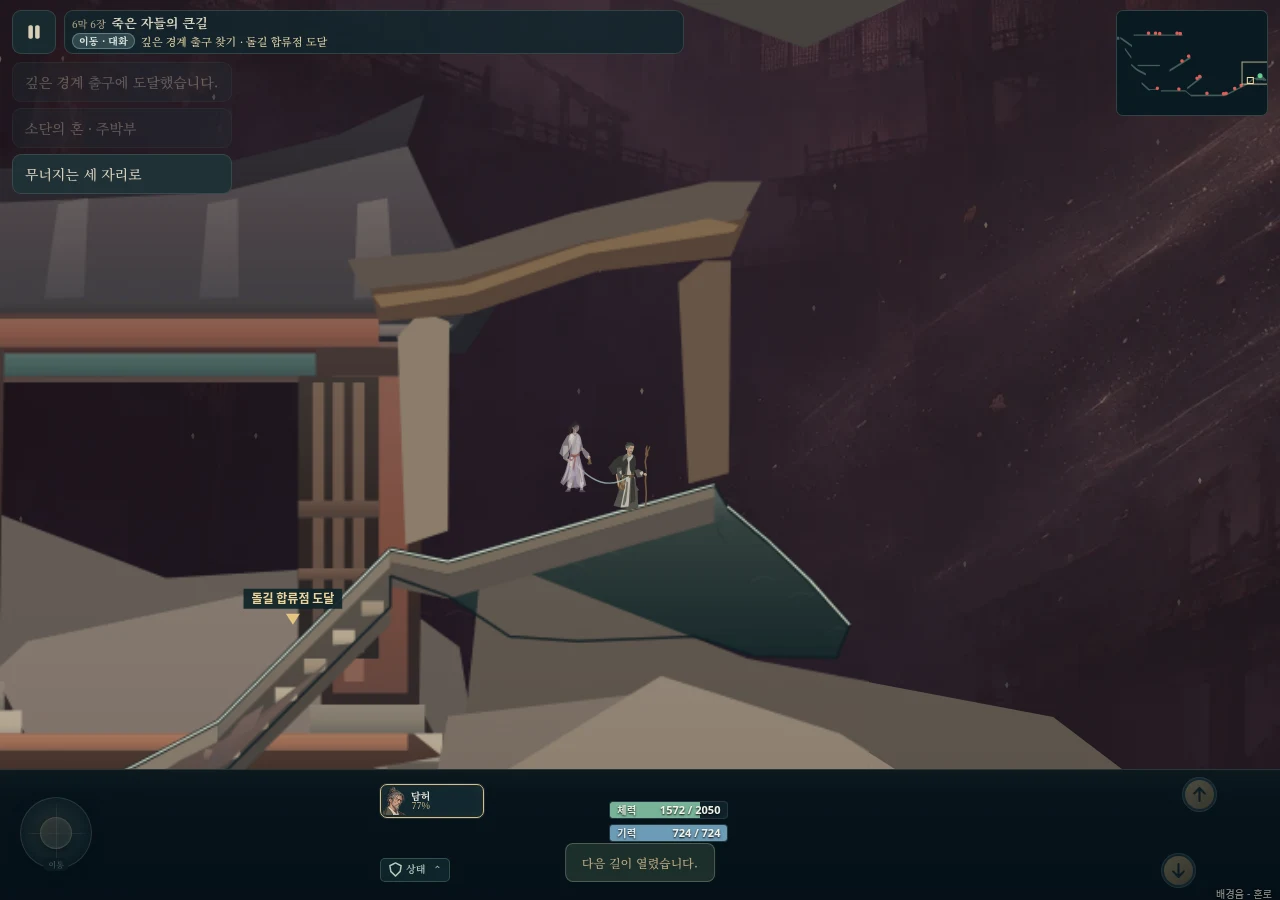 6막 6장 죽은 자들의 큰길
이동 · 대화 깊은 경계 출구 찾기 · 돌길 합류점 도달
깊은 경계 출구에 도달했습니다.
소단의 혼 · 주박부
무너지는 세 자리로
돌길 합류점 도달
담허
77%
체력 1572 / 2050
기력 724 / 724
이동
상태
다음 길이 열렸습니다.
배경음 - 혼로